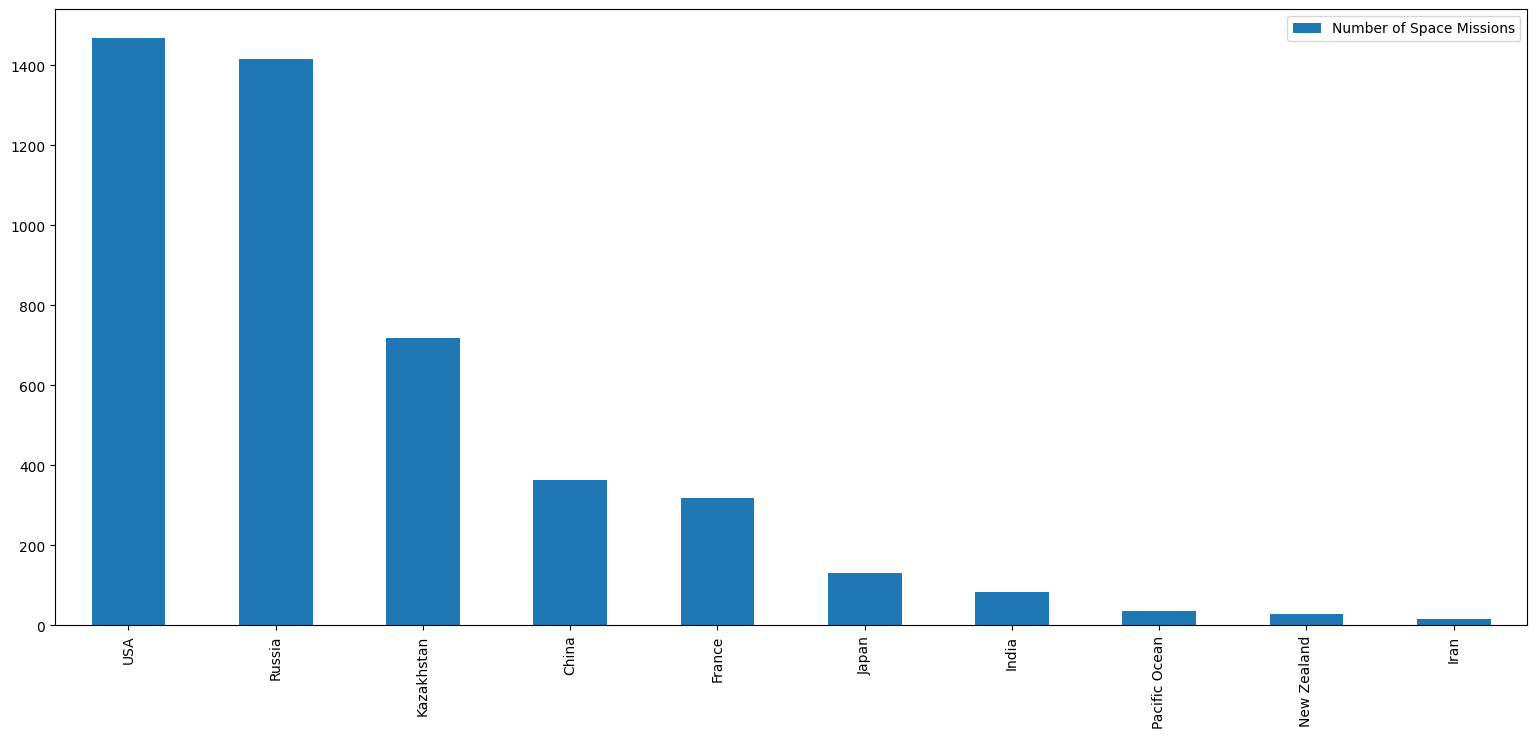 Number of Space Missions
1400
1200
1000
800
600
400
200
0
USA
Russia
Kazakhstan
China
France
Japan
India
Pacific Ocean
New Zealand
Iran